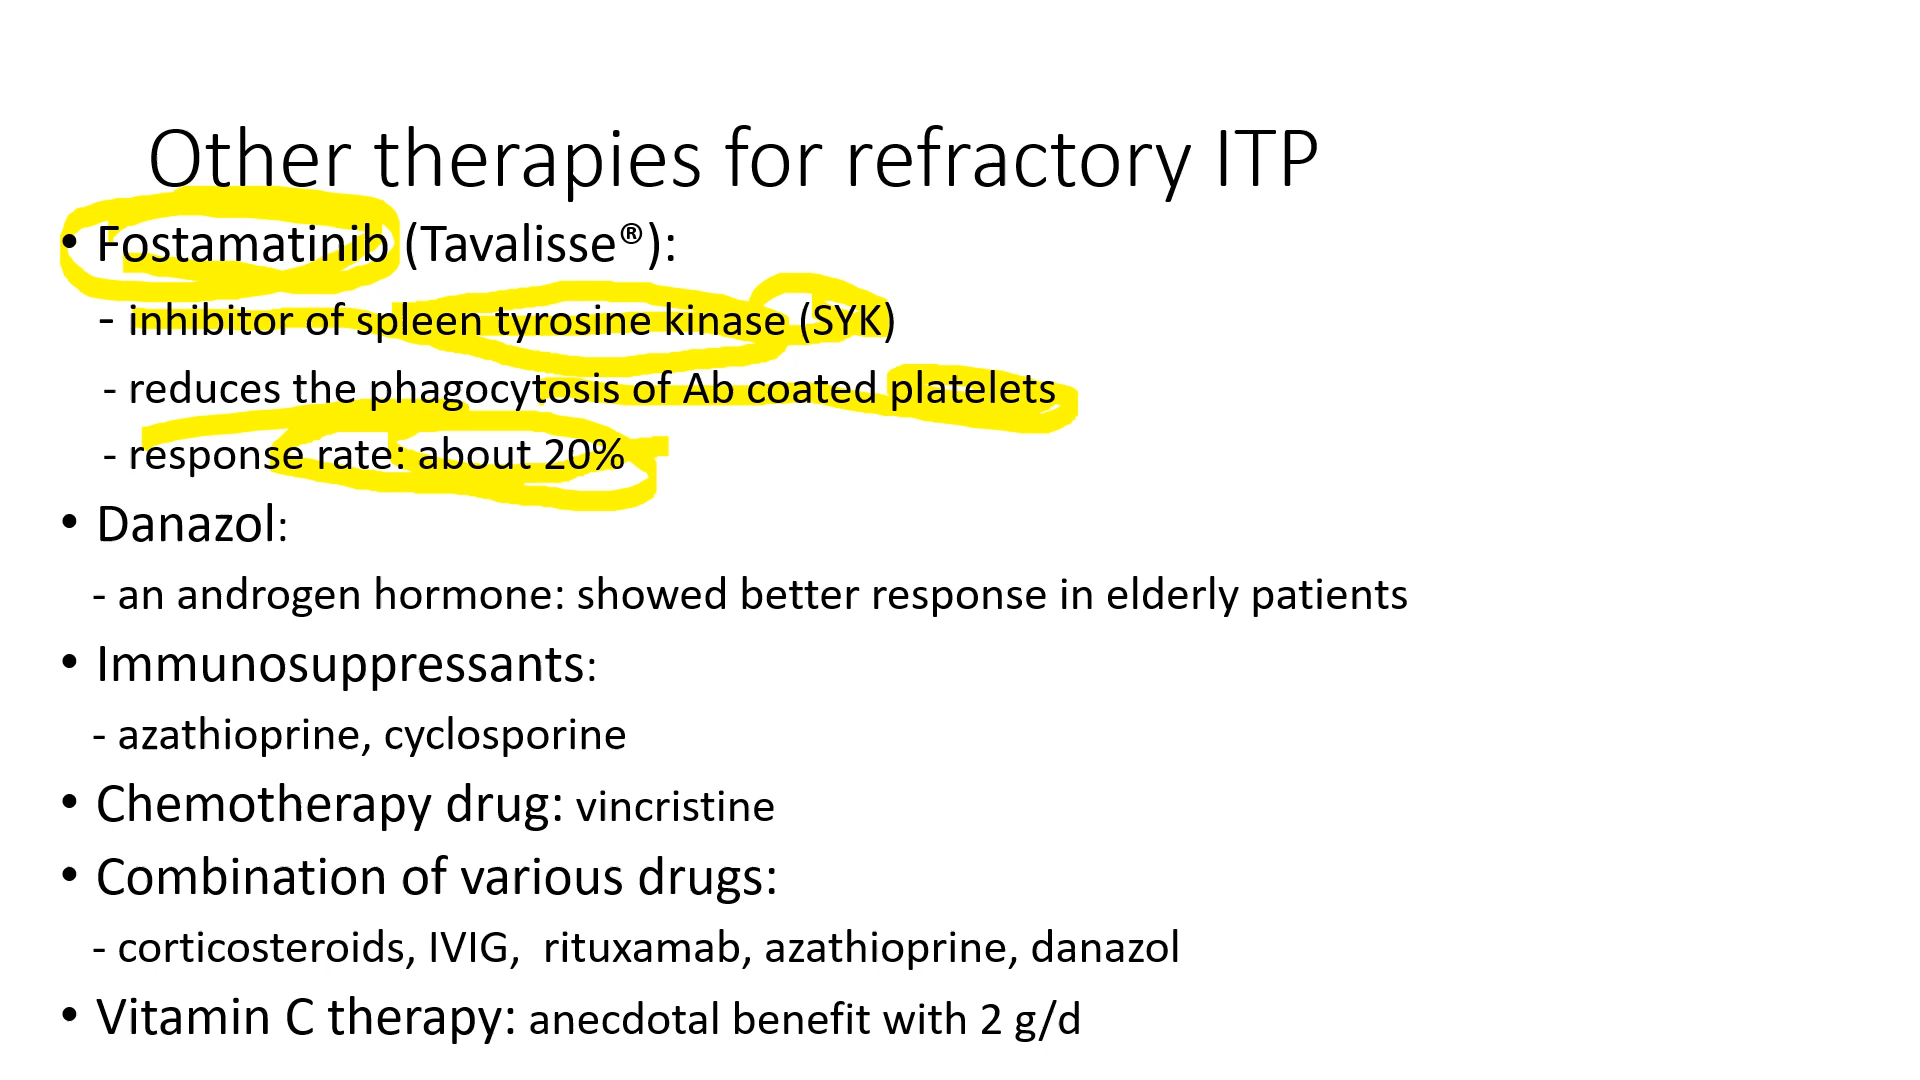 Other therapies for refractory ITP
• Fostamatinib (Tavalisse®):
- inhibitor of spleen tyrosine kinase (SYK)
- reduces the phagocytosis of Ab coated platelets
- response rate: about 20%
• Danazol:
- an androgen hormone: showed better response in elderly patients
• Immunosuppressants:
- azathioprine, cyclosporine
• Chemotherapy drug: vincristine
• Combination of various drugs:
- corticosteroids, IVIG, rituxamab, azathioprine, danazol
• Vitamin C therapy: anecdotal benefit with 2 g/d